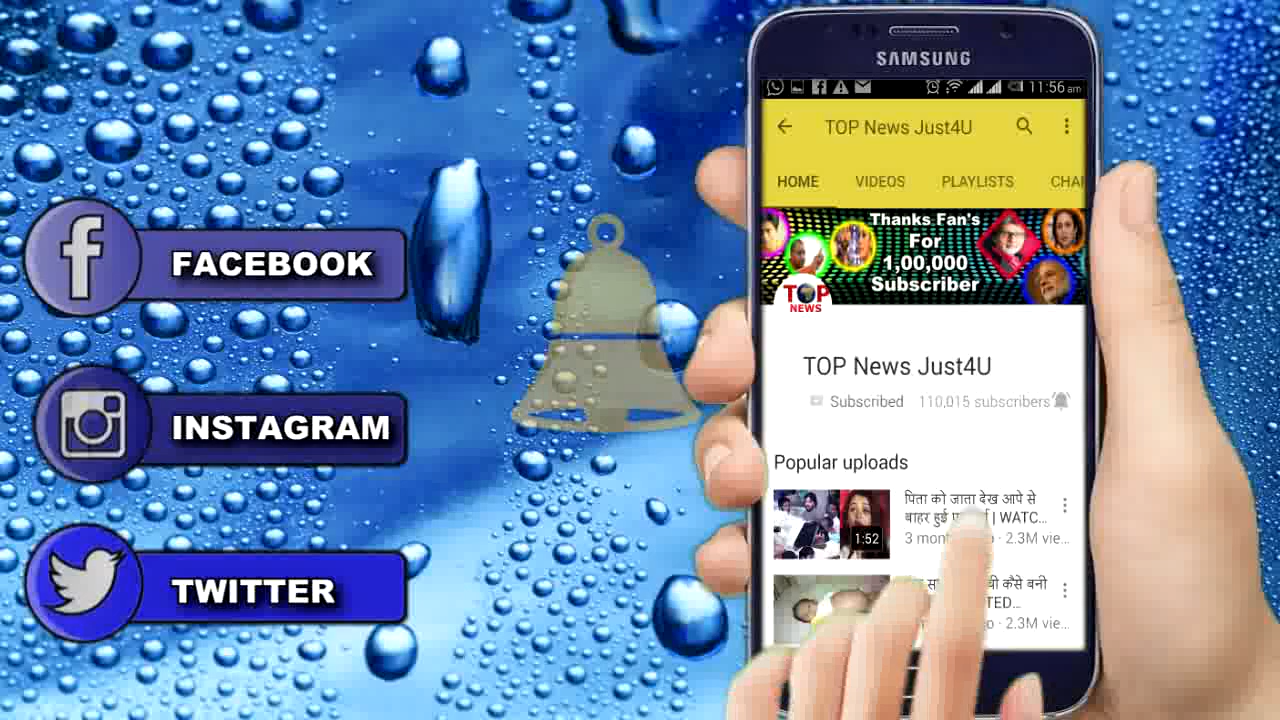 FACEBOOK
INSTAGRAM
TWITTER
SAMSUNG
11:56 am
TOP News Just4U
HOME VIDEOS PLAYLISTS CHA
Thanks Fan's
For
1,00,000
Subscriber
TOP
NEWS
TOP News Just4U
Subscribed 110,015 subscribers
Popular uploads
पिता को जाता देख आपे से
बाहर हुई | WATC...
1:52
3 2.3M vie...
कैसे बनी
2.3M vie...